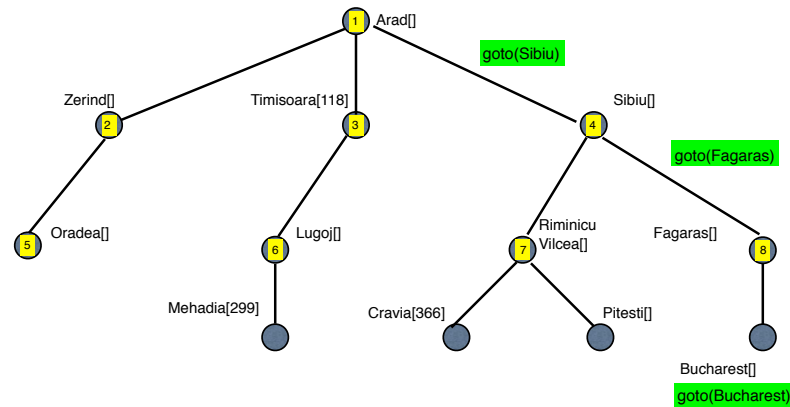 1
Arad[]
goto(Sibiu)
Zerind[]
Timisoara[118]
Sibiu[]
2
3
4
goto(Fagaras)
Oradea[]
Lugoj[]
Riminicu
Vilcea[]
Fagaras[]
5
6
7
8
Mehadia[299]
Cravia[366]
Pitesti[]
Bucharest[]
goto(Bucharest)